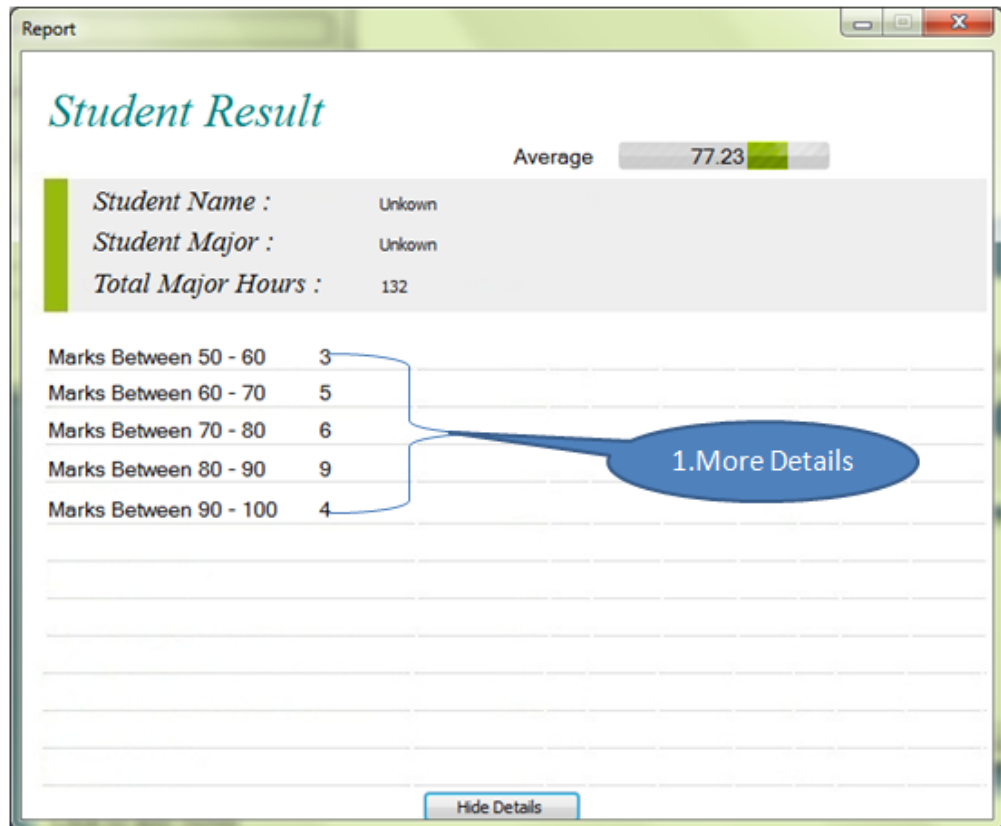 Report
Student Result
Average 77.23
Student Name : Unkown
Student Major : Unkown
Total Major Hours : 132
Marks Between 50 - 60 3
Marks Between 60 - 70 5
Marks Between 70 - 80 6
Marks Between 80 - 90 9
Marks Between 90 - 100 4
1.More Details
Hide Details